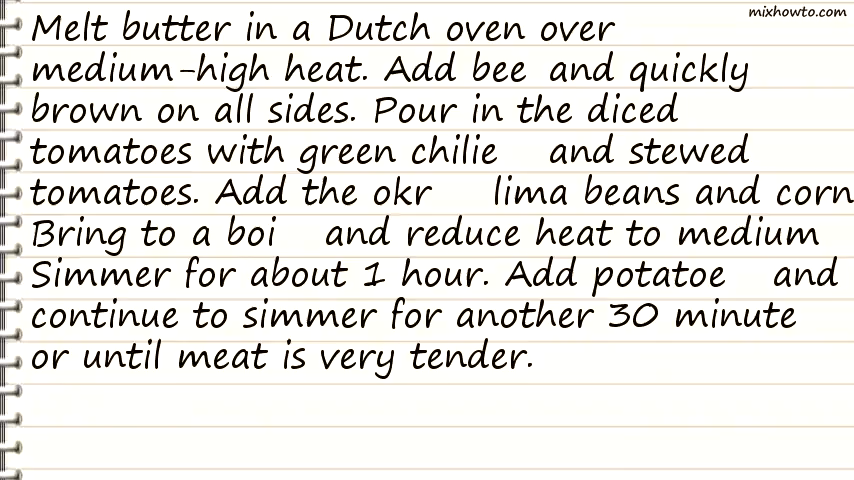 mixhowto.com
Melt butter in a Dutch oven over
medium-high heat. Add bee and quickly
brown on all sides. Pour in the diced
tomatoes with green chilie and stewed
tomatoes. Add the okr lima beans and corn
Bring to a boi and reduce heat to medium
Simmer for about 1 hour. Add potatoe and
continue to simmer for another 30 minute
or until meat is very tender.